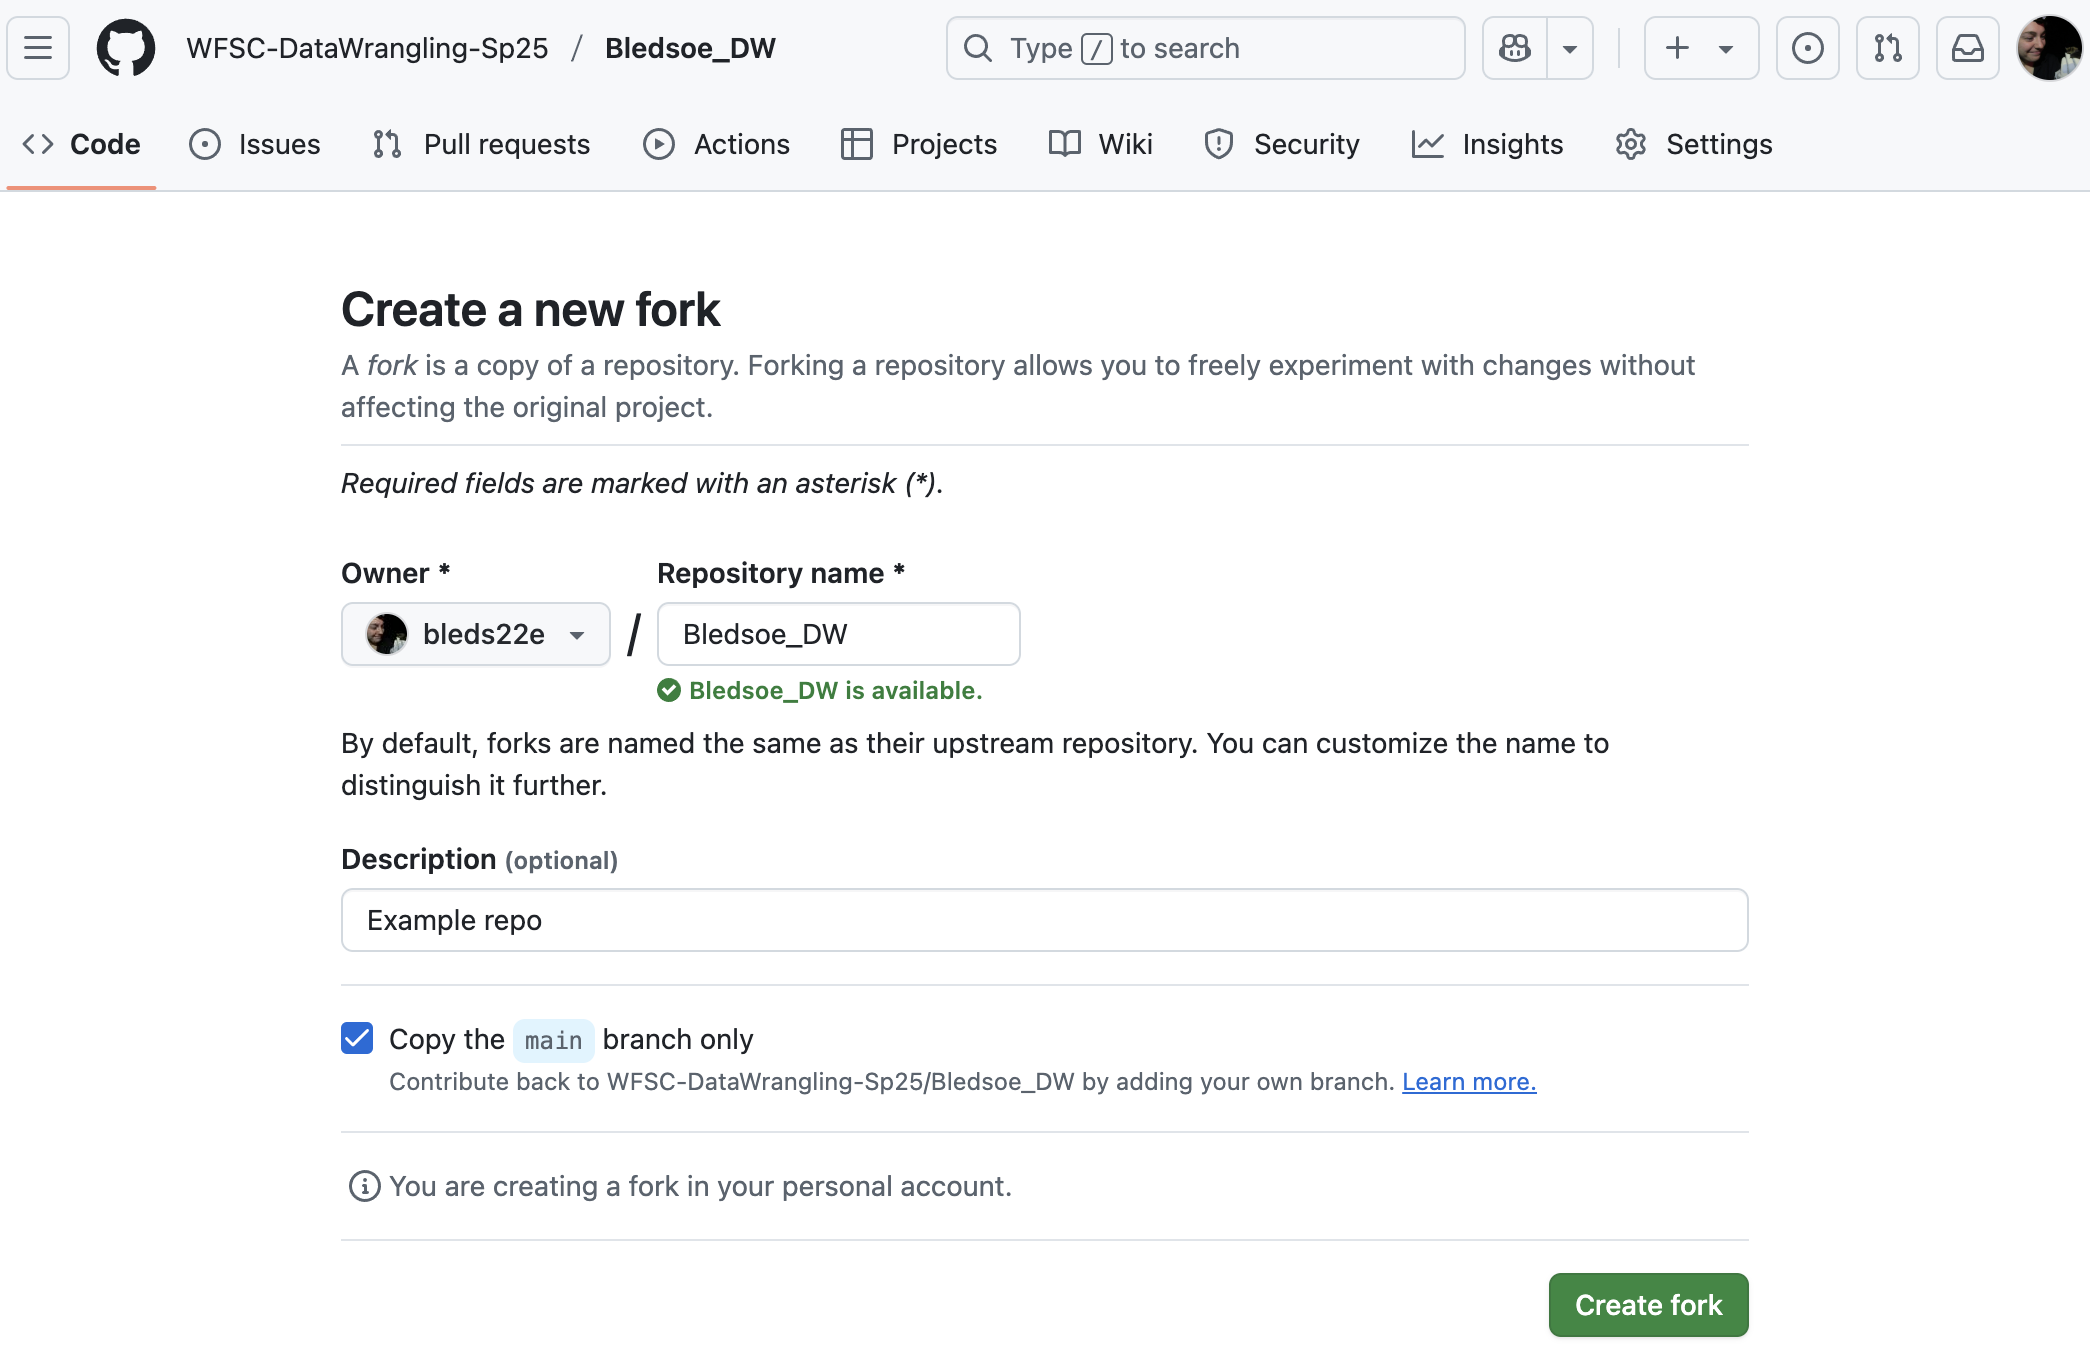 WFSC-DataWrangling-Sp25 / Bledsoe_DW
Type / to search
Code Issues Pull requests Actions Projects Wiki Security Insights Settings
Create a new fork
A fork is a copy of a repository. Forking a repository allows you to freely experiment with changes without
affecting the original project.
Required fields are marked with an asterisk (*).
Owner * Repository name *
bleds22e / Bledsoe_DW
Bledsoe_DW is available.
By default, forks are named the same as their upstream repository. You can customize the name to
distinguish it further.
Description (optional)
Example repo
Copy the main branch only
Contribute back to WFSC-DataWrangling-Sp25/Bledsoe_DW by adding your own branch. Learn more.
You are creating a fork in your personal account.
Create fork